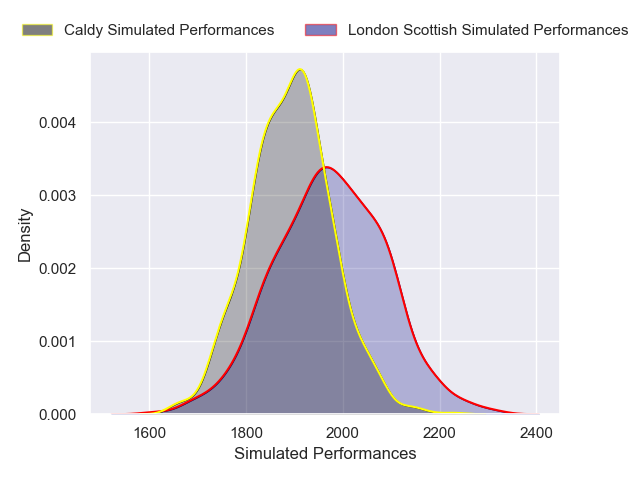 Caldy Simulated Performances London Scottish Simulated Performances
0.004
0.003
0.002
0.001
0.000
Density
1600 1800 2000 2200 2400
Simulated Performances